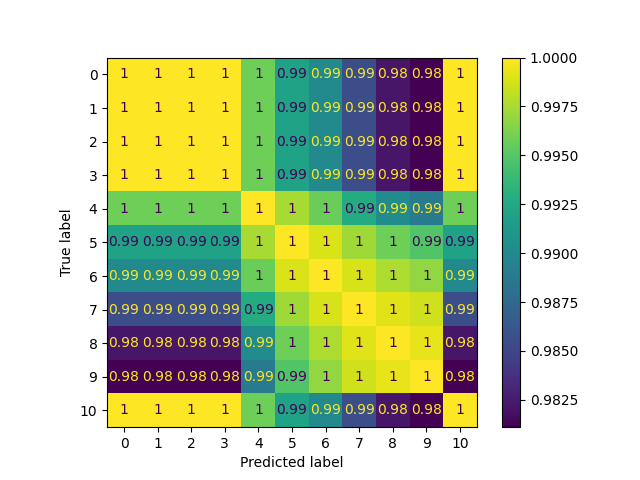 0 1 1 1 1 1 0.99 0.99 0.99 0.98 0.98 1
1 1 1 1 1 1 0.99 0.99 0.99 0.98 0.98 1
2 1 1 1 1 1 0.99 0.99 0.99 0.98 0.98 1
3 1 1 1 1 1 0.99 0.99 0.99 0.98 0.98 1
4 1 1 1 1 1 1 1 0.99 0.99 0.99 1
5 0.99 0.99 0.99 0.99 1 1 1 1 1 0.99 0.99
6 0.99 0.99 0.99 0.99 1 1 1 1 1 1 0.99
7 0.99 0.99 0.99 0.99 0.99 1 1 1 1 1 0.99
8 0.98 0.98 0.98 0.98 0.99 1 1 1 1 1 0.98
9 0.98 0.98 0.98 0.98 0.99 0.99 1 1 1 1 0.98
10 1 1 1 1 1 0.99 0.99 0.99 0.98 0.98 1
0 1 2 3 4 5 6 7 8 9 10
Predicted label
True label
1.0000
0.9975
0.9950
0.9925
0.9900
0.9875
0.9850
0.9825